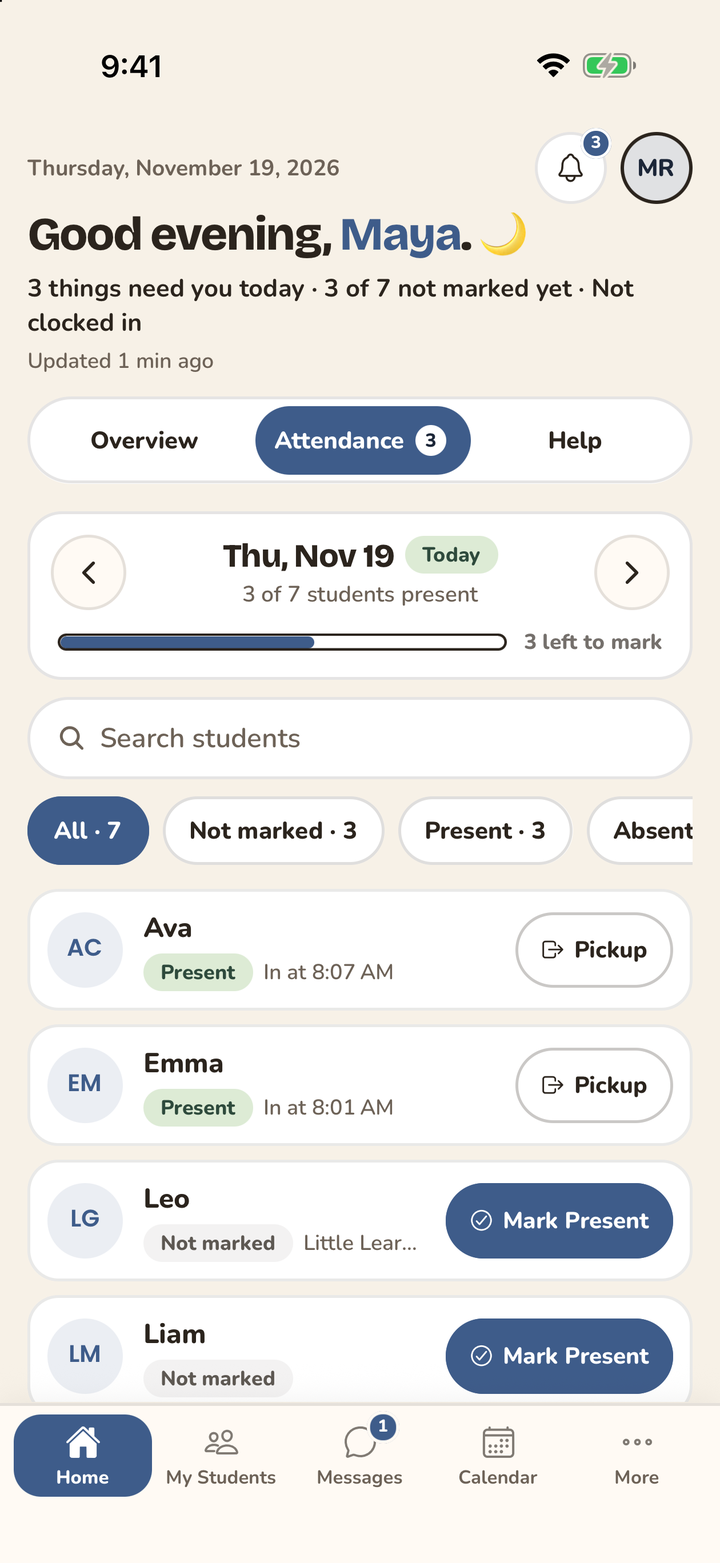 9:41
Thursday, November 19, 2026
3
MR
Good evening, Maya. 🌙
3 things need you today · 3 of 7 not marked yet · Not
clocked in
Updated 1 min ago
Overview
Attendance 3
Help
Thu, Nov 19 Today
3 of 7 students present
3 left to mark
Search students
All · 7
Not marked · 3
Present · 3
Absent
AC
Ava
Present In at 8:07 AM
Pickup
EM
Emma
Present In at 8:01 AM
Pickup
LG
Leo
Not marked Little Lear...
Mark Present
LM
Liam
Not marked
Mark Present
1
Home
My Students
Messages
Calendar
More